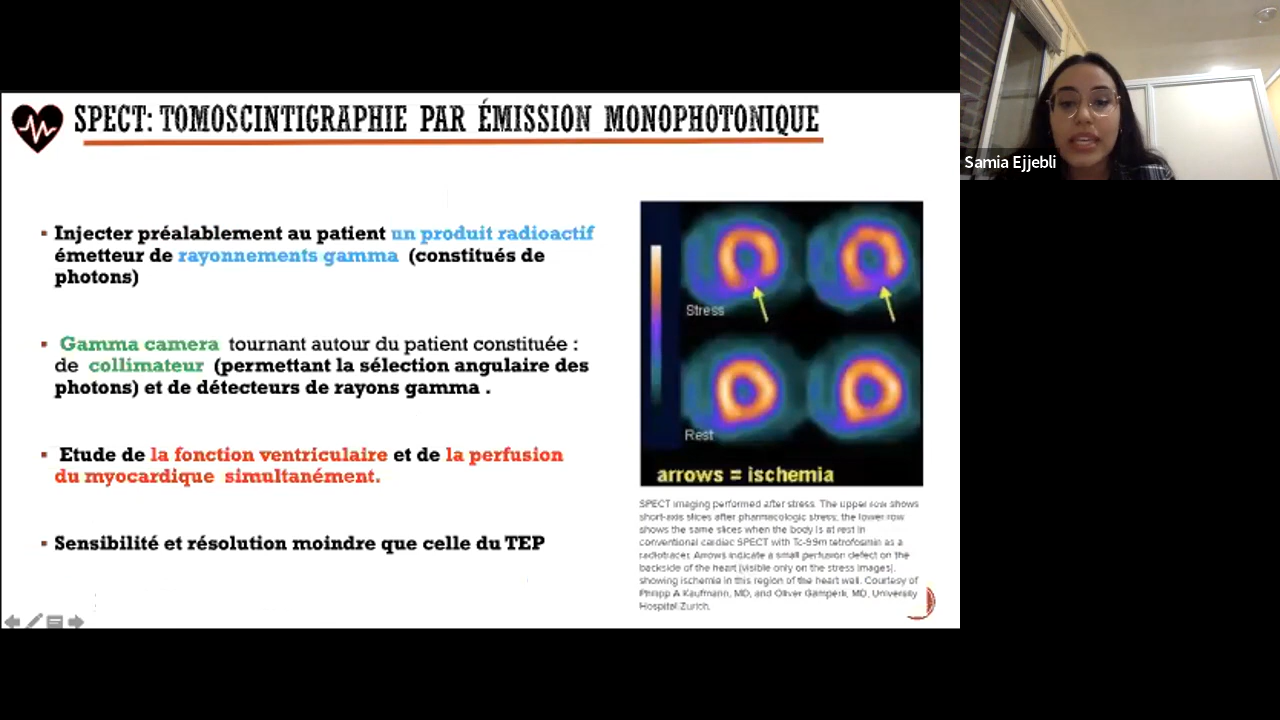 SPECT: TOMOSCINTIGRAPHIE PAR ÉMISSION MONOPHOTONIQUE
Samia Ejjebli
▪ Injecter préalablement au patient un produit radioactif
émetteur de rayonnements gamma (constitués de
photons)
▪ Gamma camera tournant autour du patient constituée :
de collimateur (permettant la sélection angulaire des
photons) et de détecteurs de rayons gamma .
▪ Etude de la fonction ventriculaire et de la perfusion
du myocardique simultanément.
▪ Sensibilité et résolution moindre que celle du TEP
Stress
Rest
arrows = ischemia
SPECT imaging performed after stress. The upper row shows
short-axis slices after pharmacologic stress; the lower row
shows the same slices when the body is at rest in
conventional cardiac SPECT with Tc-99m tetrofosmin as a
radiotracer. Arrows indicate a small perfusion defect on the
backside of the heart (visible only on the stress images),
showing ischemia in this region of the heart wall. Courtesy of
Philipp A Kaufmann, MD, and Oliver Gamperli, MD, University
Hospital Zurich.